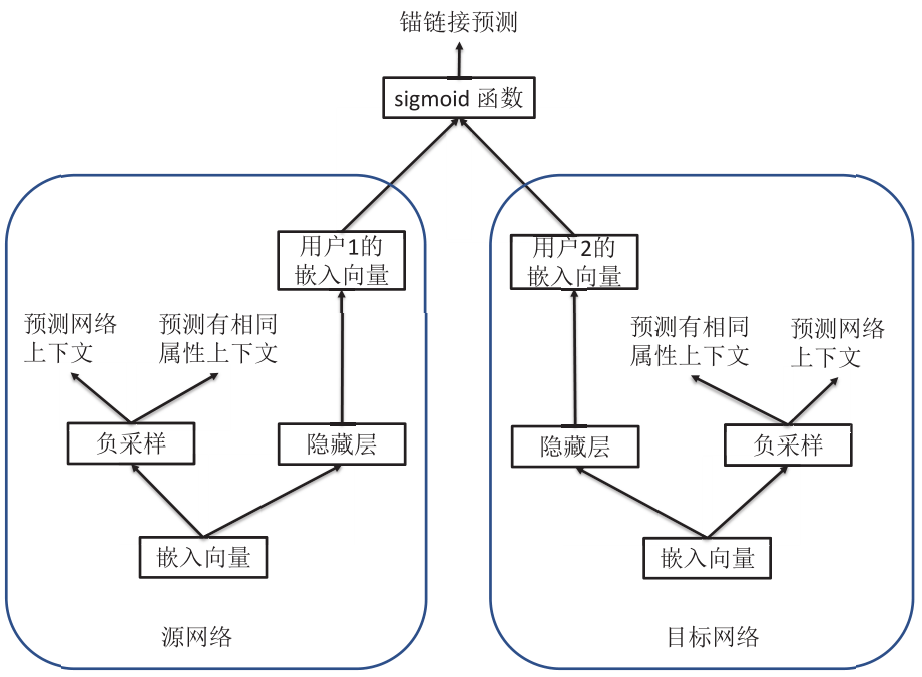 锚链接预测
sigmoid 函数
用户1的
嵌入向量
用户2的
嵌入向量
预测网络
上下文
预测有相同
属性上下文
预测有相同
属性上下文
预测网络
上下文
负采样
隐藏层
隐藏层
负采样
嵌入向量
嵌入向量
源网络
目标网络